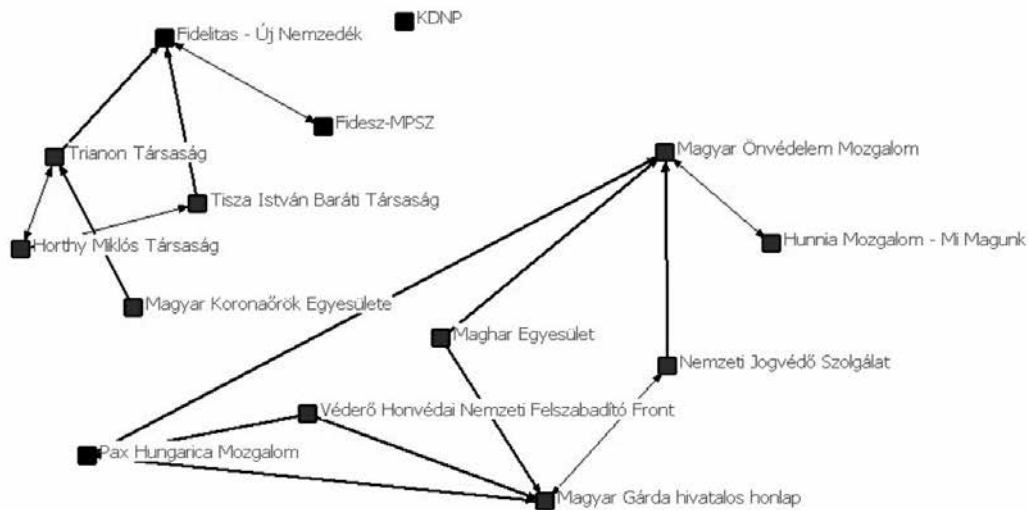 KDNP
Fidelitas - Új Nemzedék
Fidesz-MPSZ
Trianon Társaság
Magyar Önvédelem Mozgalom
Tisza István Baráti Társaság
Horthy Miklós Társaság
Hunnia Mozgalom - Mi Magunk
Magyar Koronaőrök Egyesülete
Maghar Egyesület
Nemzeti Jogvédő Szolgálat
Véderő Honvédai Nemzeti Felszabadító Front
Pax Hungarica Mozgalom
Magyar Gárda hivatalos honlap